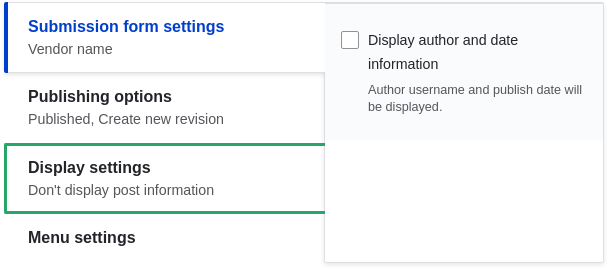 Submission form settings
Vendor name
Publishing options
Published, Create new revision
Display settings
Don't display post information
Menu settings
Display author and date
information
Author username and publish date will
be displayed.